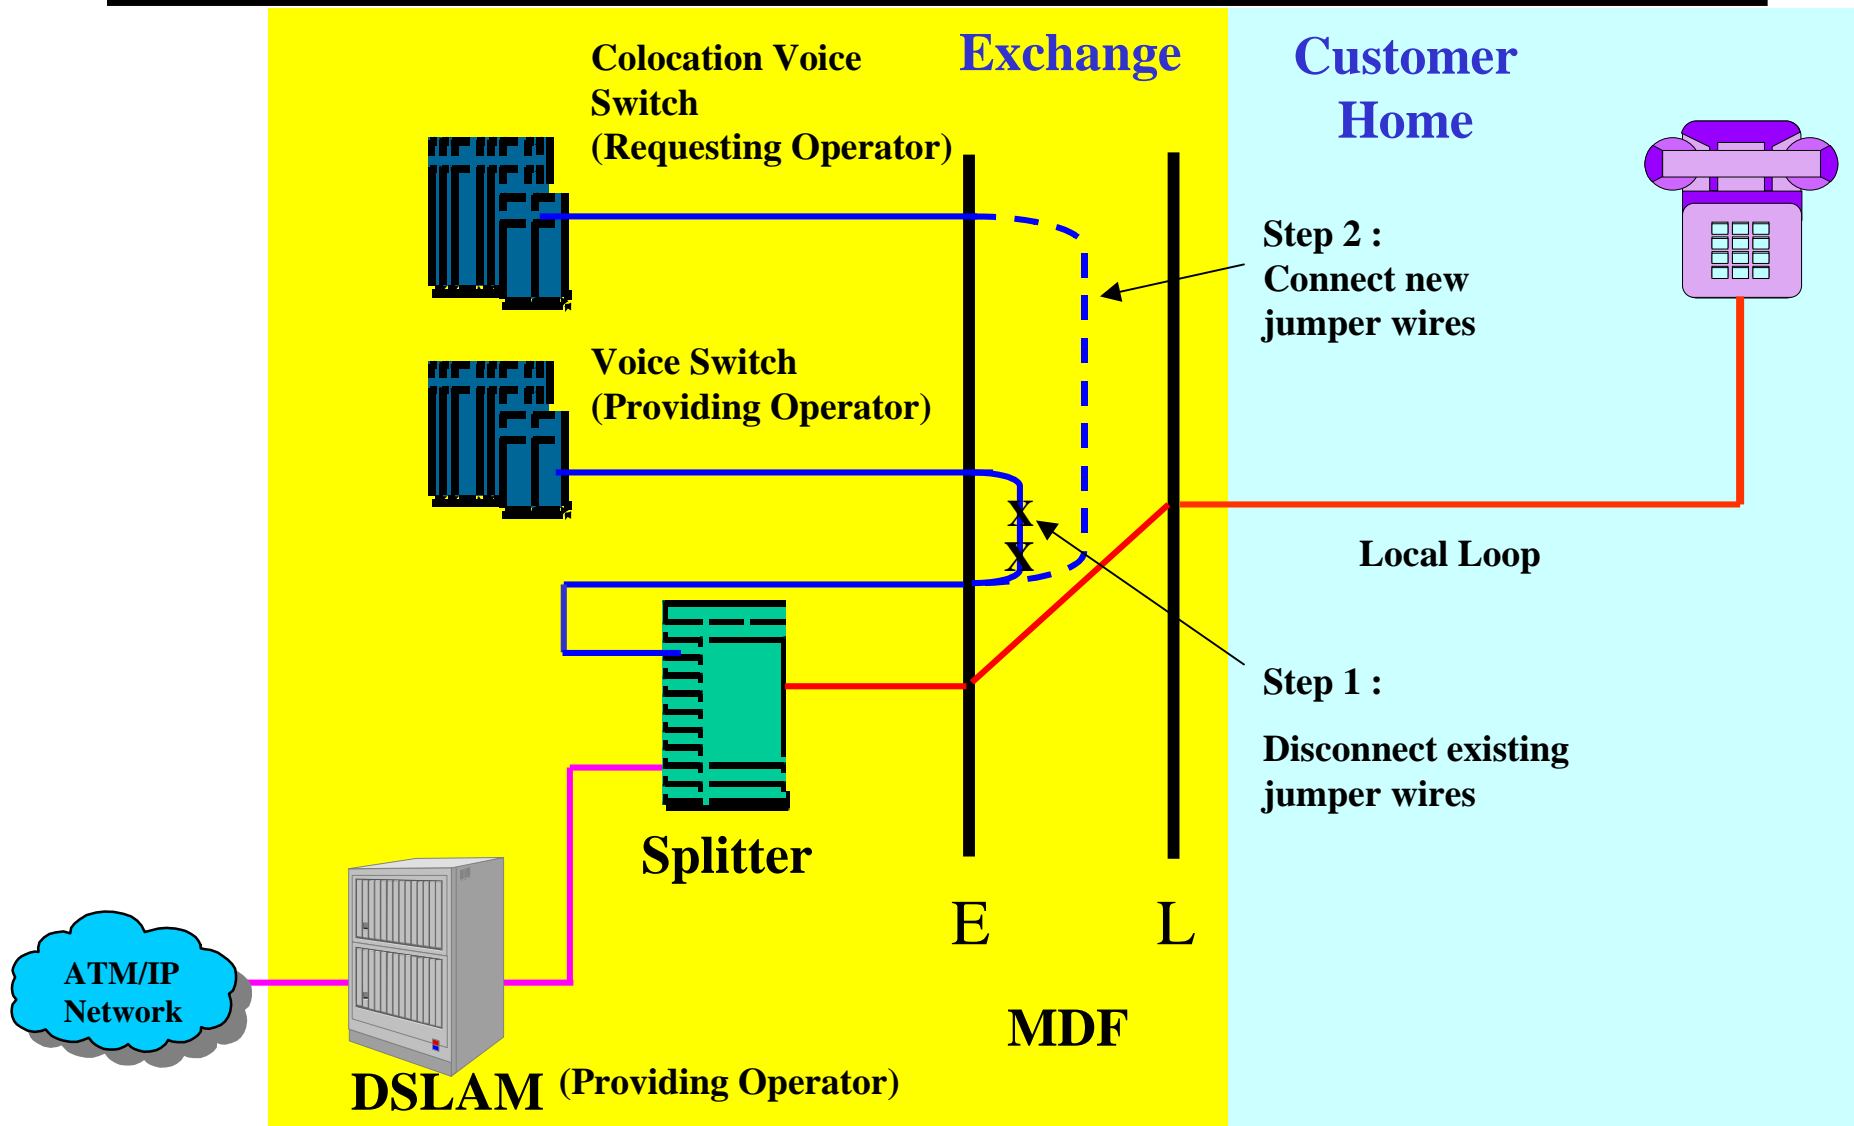 Colocation Voice
Switch
(Requesting Operator)
Exchange
Customer
Home
Step 2 :
Connect new
jumper wires
Voice Switch
(Providing Operator)
X
X
Local Loop
Step 1 :
Disconnect existing
jumper wires
Splitter
E
L
ATM/IP
Network
MDF
DSLAM (Providing Operator)